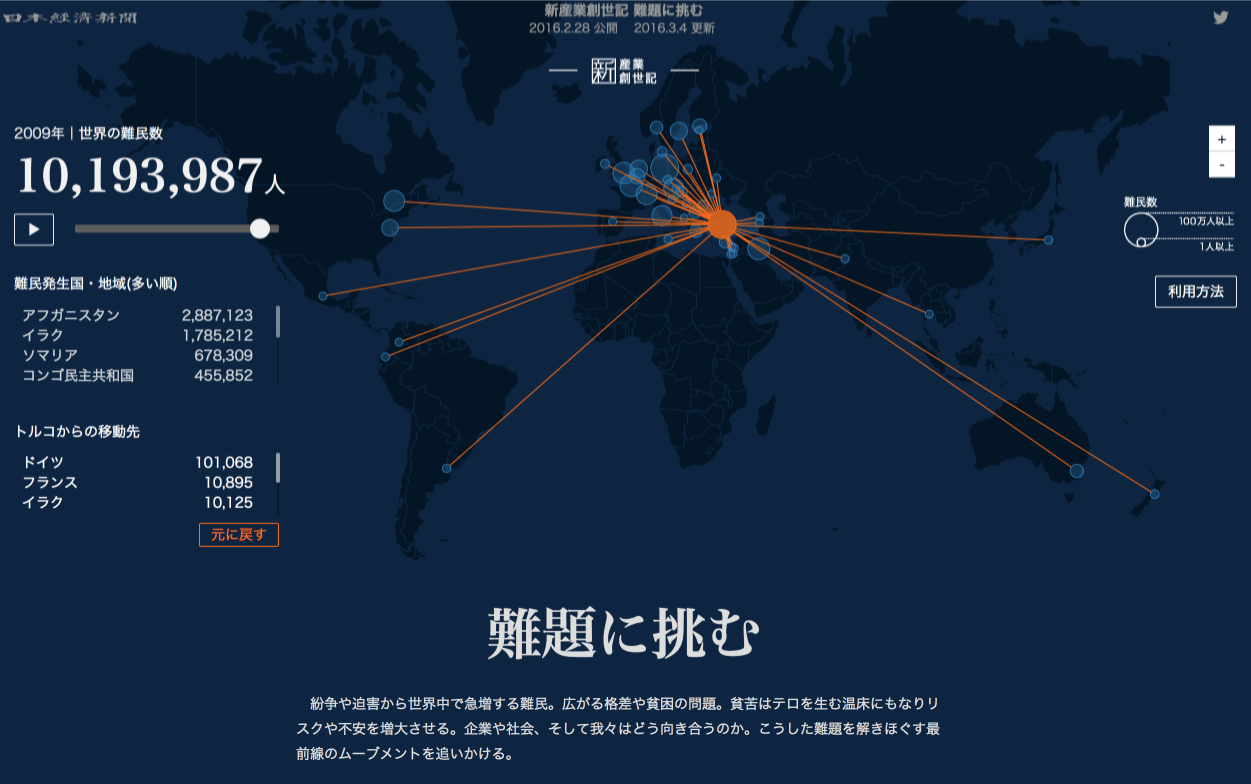 日本経済新聞
新産業創世記 難題に挑む
2016.2.28 公開 2016.3.4 更新
新産業
創世記
2009年 | 世界の難民数
10,193,987人
難民発生国・地域(多い順)
アフガニスタン 2,887,123
イラク 1,785,212
ソマリア 678,309
コンゴ民主共和国 455,852
トルコからの移動先
ドイツ 101,068
フランス 10,895
イラク 10,125
元に戻す
+
-
難民数
100万人以上
1人以上
利用方法
難題に挑む
紛争や迫害から世界中で急増する難民。広がる格差や貧困の問題。貧苦はテロを生む温床にもなりリ
スクや不安を増大させる。企業や社会、そして我々はどう向き合うのか。こうした難題を解きほぐす最
前線のムーブメントを追いかける。